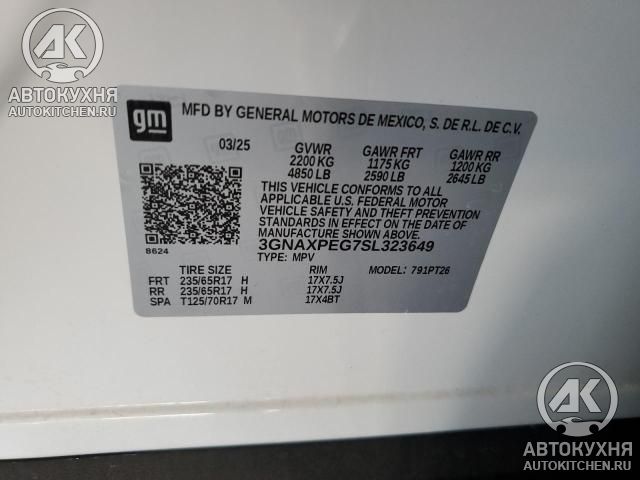 АВТОКУХНЯ
AUTOKITCHEN.RU
gm
MFD BY GENERAL MOTORS DE MEXICO, S. DE R.L. DE C.V.
03/25 GVWR GAWR FRT GAWR RR
2200 KG 1175 KG 1200 KG
4850 LB 2590 LB 2645 LB
THIS VEHICLE CONFORMS TO ALL
APPLICABLE U.S. FEDERAL MOTOR
VEHICLE SAFETY AND THEFT PREVENTION
STANDARDS IN EFFECT ON THE DATE OF
MANUFACTURE SHOWN ABOVE.
3GNAXPEG7SL323649
8624
TYPE: MPV
TIRE SIZE RIM MODEL: 791PT26
FRT 235/65R17 H 17X7.5J
RR 235/65R17 H 17X7.5J
SPA T125/70R17 M 17X4BT
АК
АВТОКУХНЯ
AUTOKITCHEN.RU